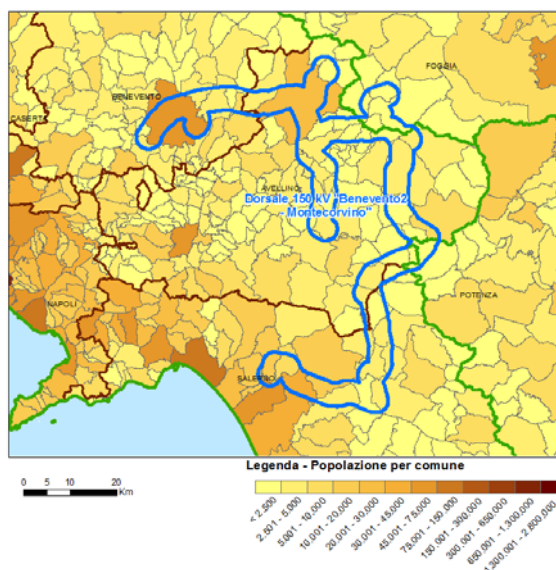 FOGGIA
BENEVENTO
CASERT
AVELLINO
Dorsale 150 kV "Benevento2
- Montecorvino"
POTENZA
NAPOLI
SALERNO
Legenda - Popolazione per comune
0 5 10 20
Km
< 2.500
2.501 - 5.000
5.001 - 10.000
10.001 - 20.000
20.001 - 30.000
30.001 - 45.000
45.001 - 75.000
75.001 - 150.000
150.001 - 300.000
300.001 - 650.000
650.001 - 1.300.000
1.300.001 - 2.600.000